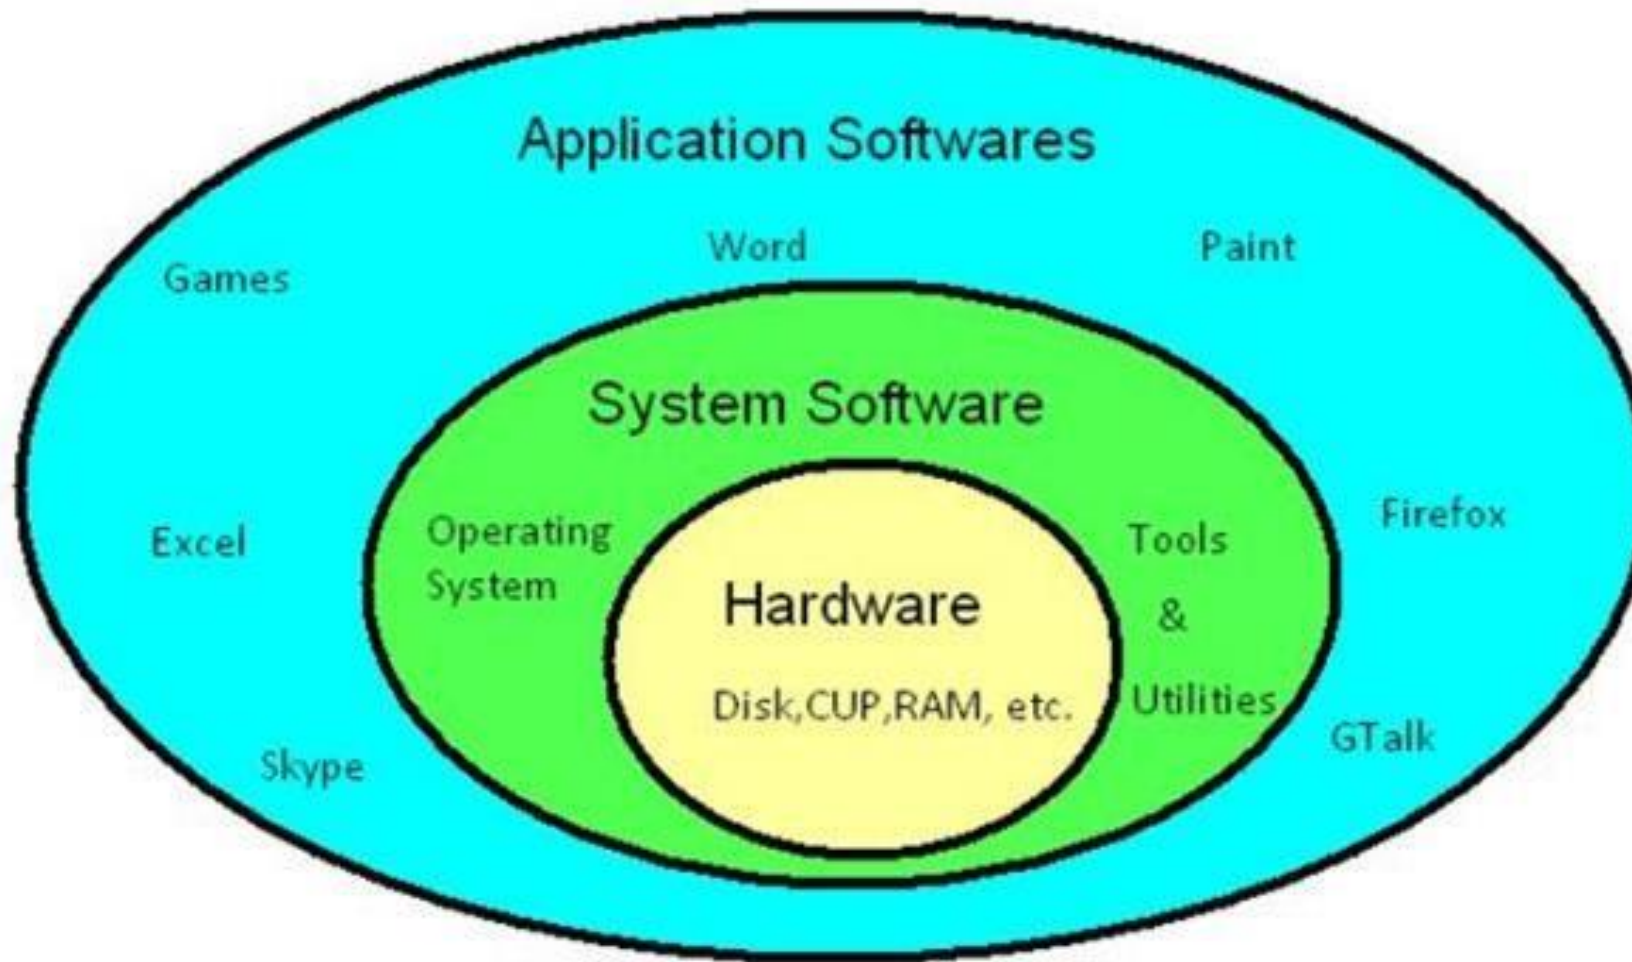 Application Softwares
Games
Word
Paint
System Software
Excel
Operating
System
Tools
&
Utilities
Firefox
Hardware
Disk,CUP,RAM, etc.
Skype
GTalk